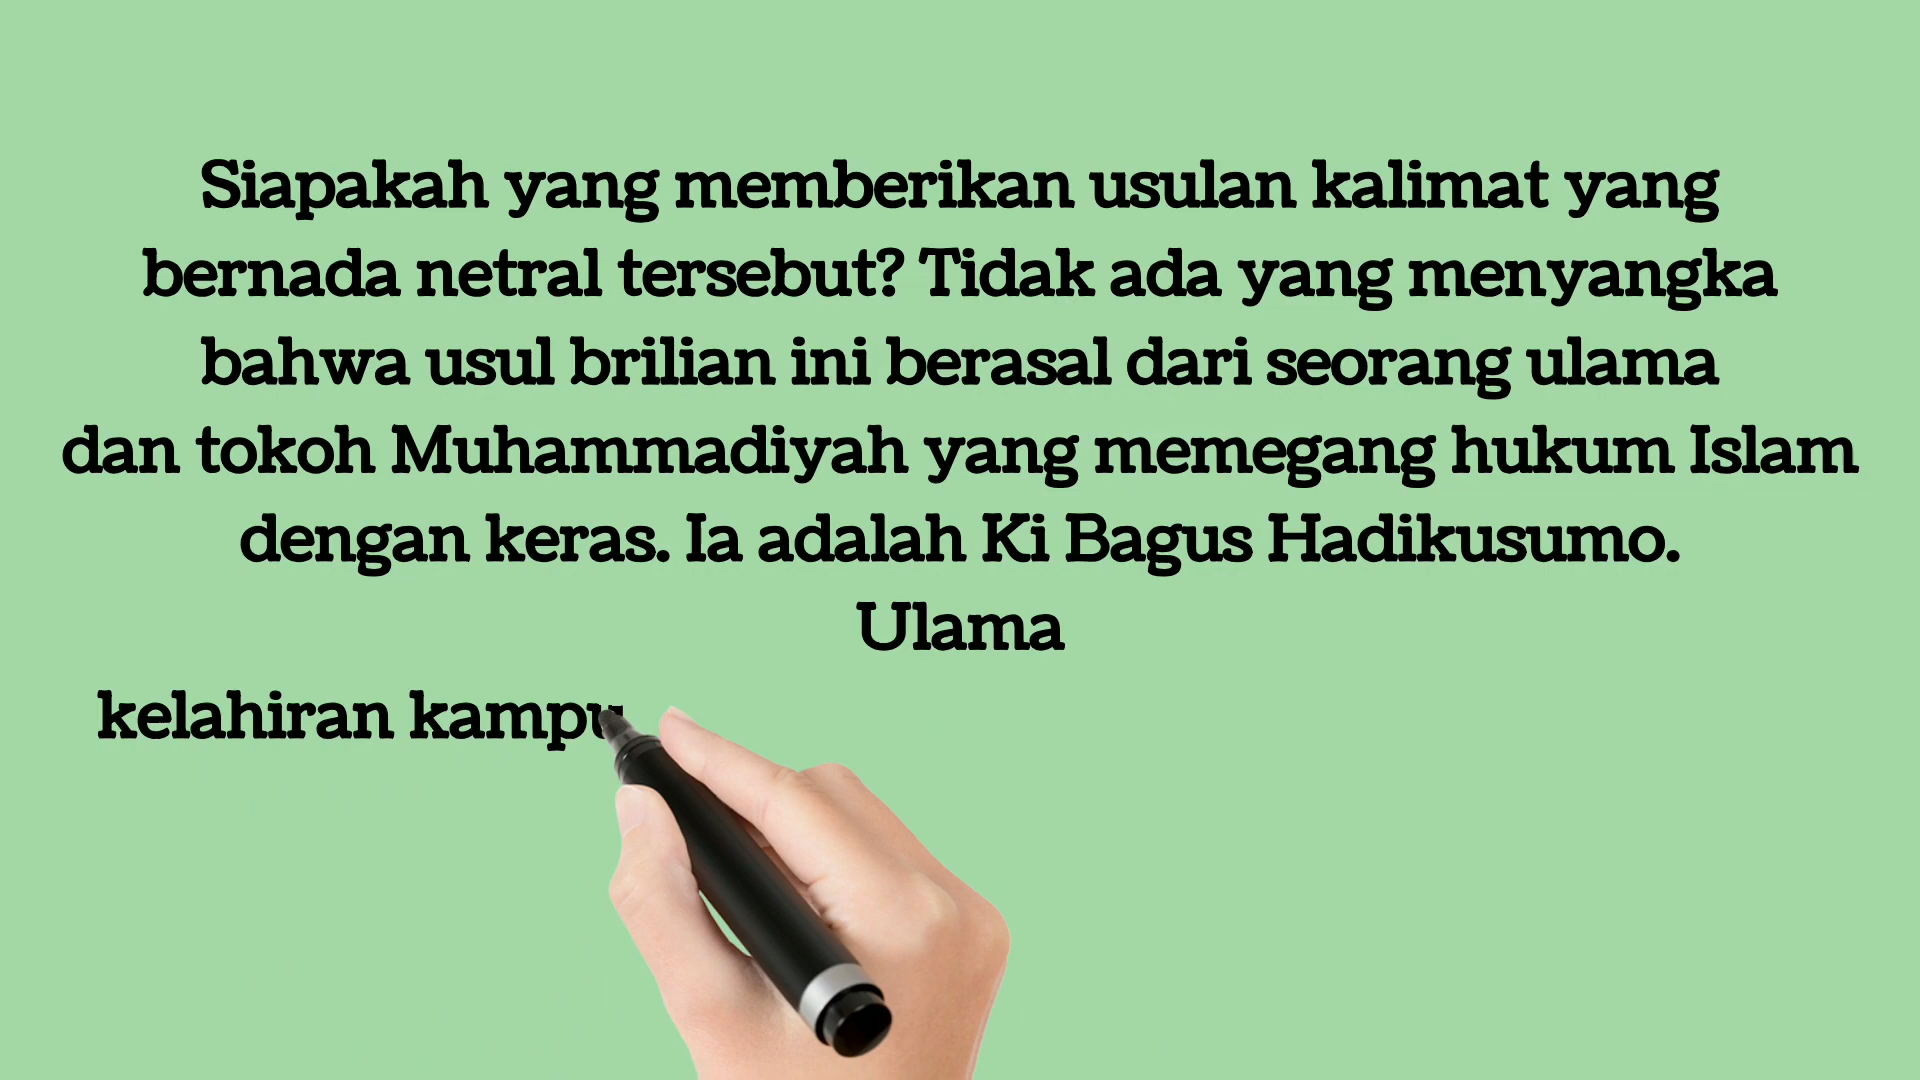 Siapakah yang memberikan usulan kalimat yang
bernada netral tersebut? Tidak ada yang menyangka
bahwa usul brilian ini berasal dari seorang ulama
dan tokoh Muhammadiyah yang memegang hukum Islam
dengan keras. Ia adalah Ki Bagus Hadikusumo.
Ulama
kelahiran kampu